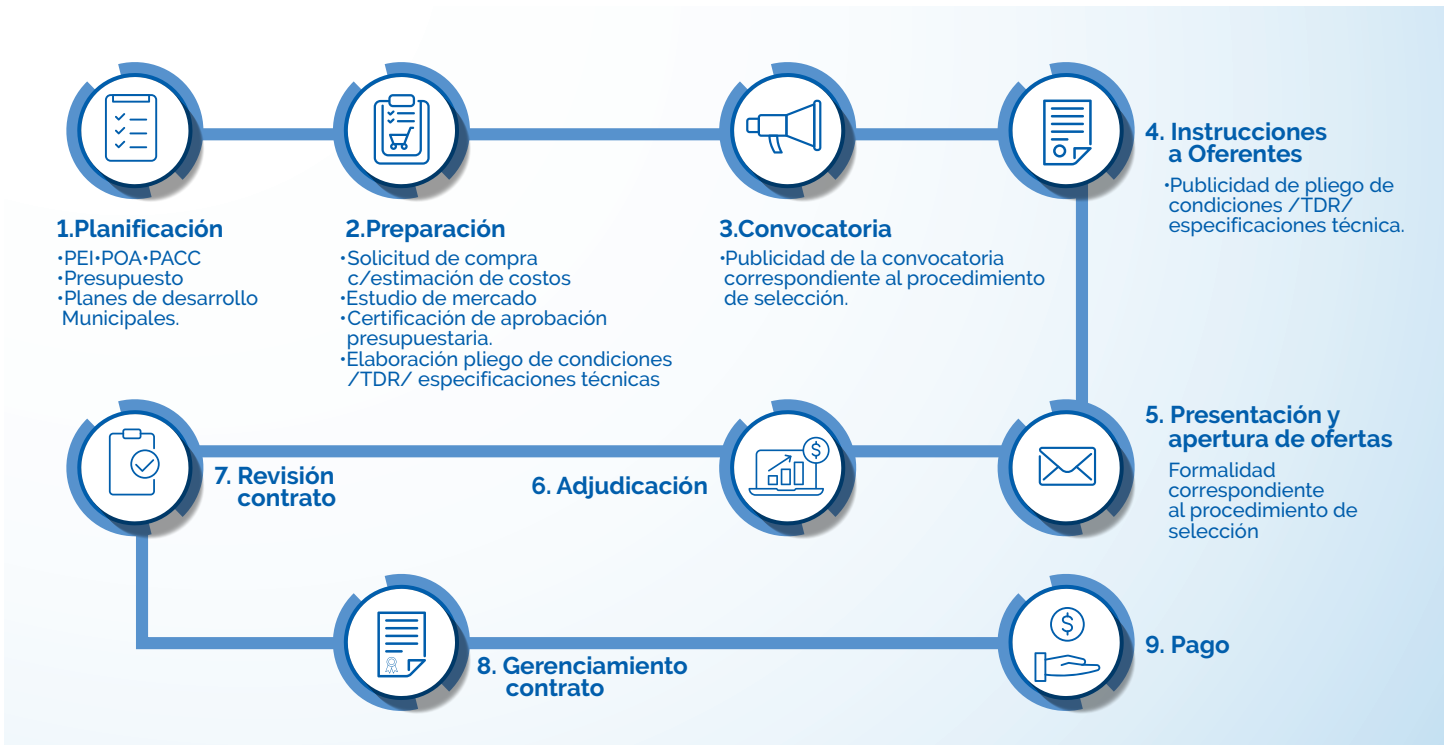 1.Planificación
•PEI•POA•PACC
•Presupuesto
•Planes de desarrollo
Municipales.
2.Preparación
•Solicitud de compra
c/estimación de costos
•Estudio de mercado
•Certificación de aprobación
presupuestaria.
•Elaboración pliego de condiciones
/TDR/ especificaciones técnicas
3.Convocatoria
•Publicidad de la convocatoria
correspondiente al procedimiento
de selección.
4. Instrucciones
a Oferentes
•Publicidad de pliego de
condiciones /TDR/
especificaciones técnica.
5. Presentación y
apertura de ofertas
Formalidad
correspondiente
al procedimiento de
selección
$
6. Adjudicación
7. Revisión
contrato
8. Gerenciamiento
contrato
$
9. Pago